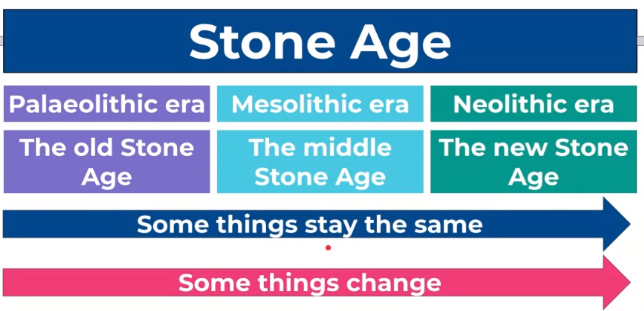 Stone Age
Palaeolithic era
Mesolithic era
Neolithic era
The old Stone
Age
The middle
Stone Age
The new Stone
Age
Some things stay the same
Some things change